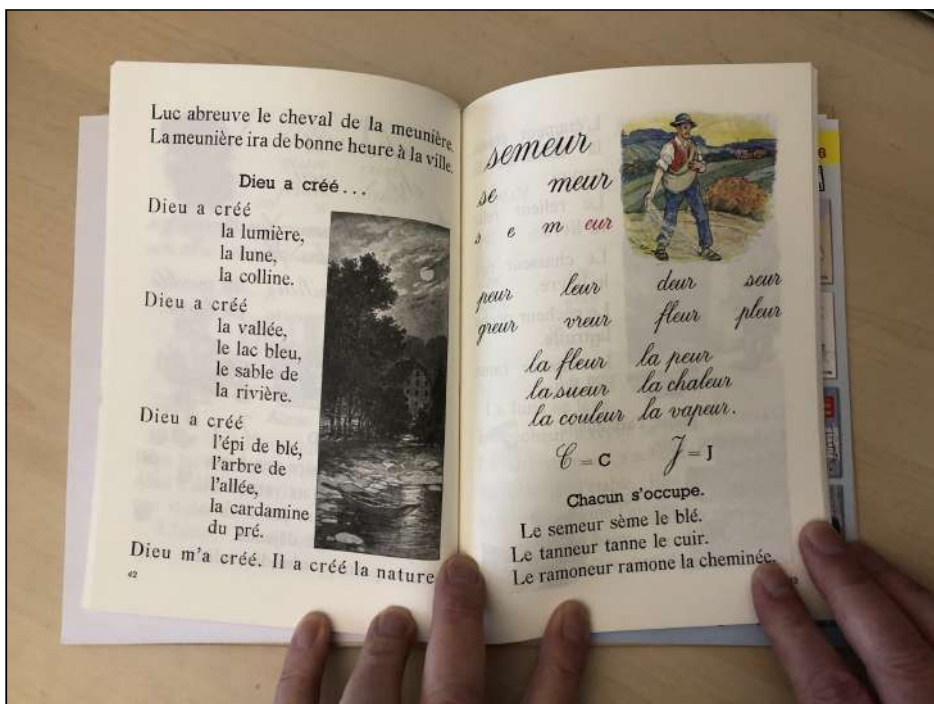 Luc abreuve le cheval de la meunière.
La meunière ira de bonne heure à la ville.
Dieu a créé...
Dieu a créé
la lumière,
la lune,
la colline.
Dieu a créé
la vallée,
le lac bleu,
le sable de
la rivière.
Dieu a créé
l'épi de blé,
l'arbre de
l'allée,
la cardamine
du pré.
Dieu m'a créé. Il a créé la nature
42
semeur
se meur
s e m eur
peur leur deur seur
greur vreur fleur pleur
la fleur la peur
la sueur la chaleur
la couleur la vapeur.
C = C J = J
Chacun s'occupe.
Le semeur sème le blé.
Le tanneur tanne le cuir.
Le ramoneur ramone la cheminée.